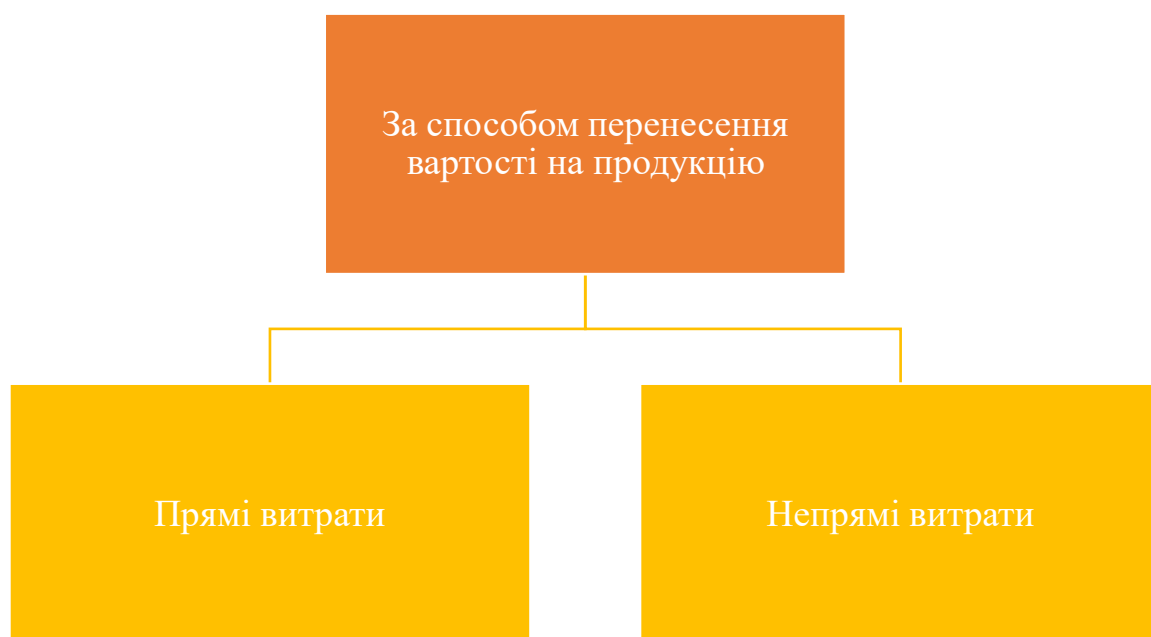 За способом перенесення
вартості на продукцію
Прямі витрати
Непрямі витрати